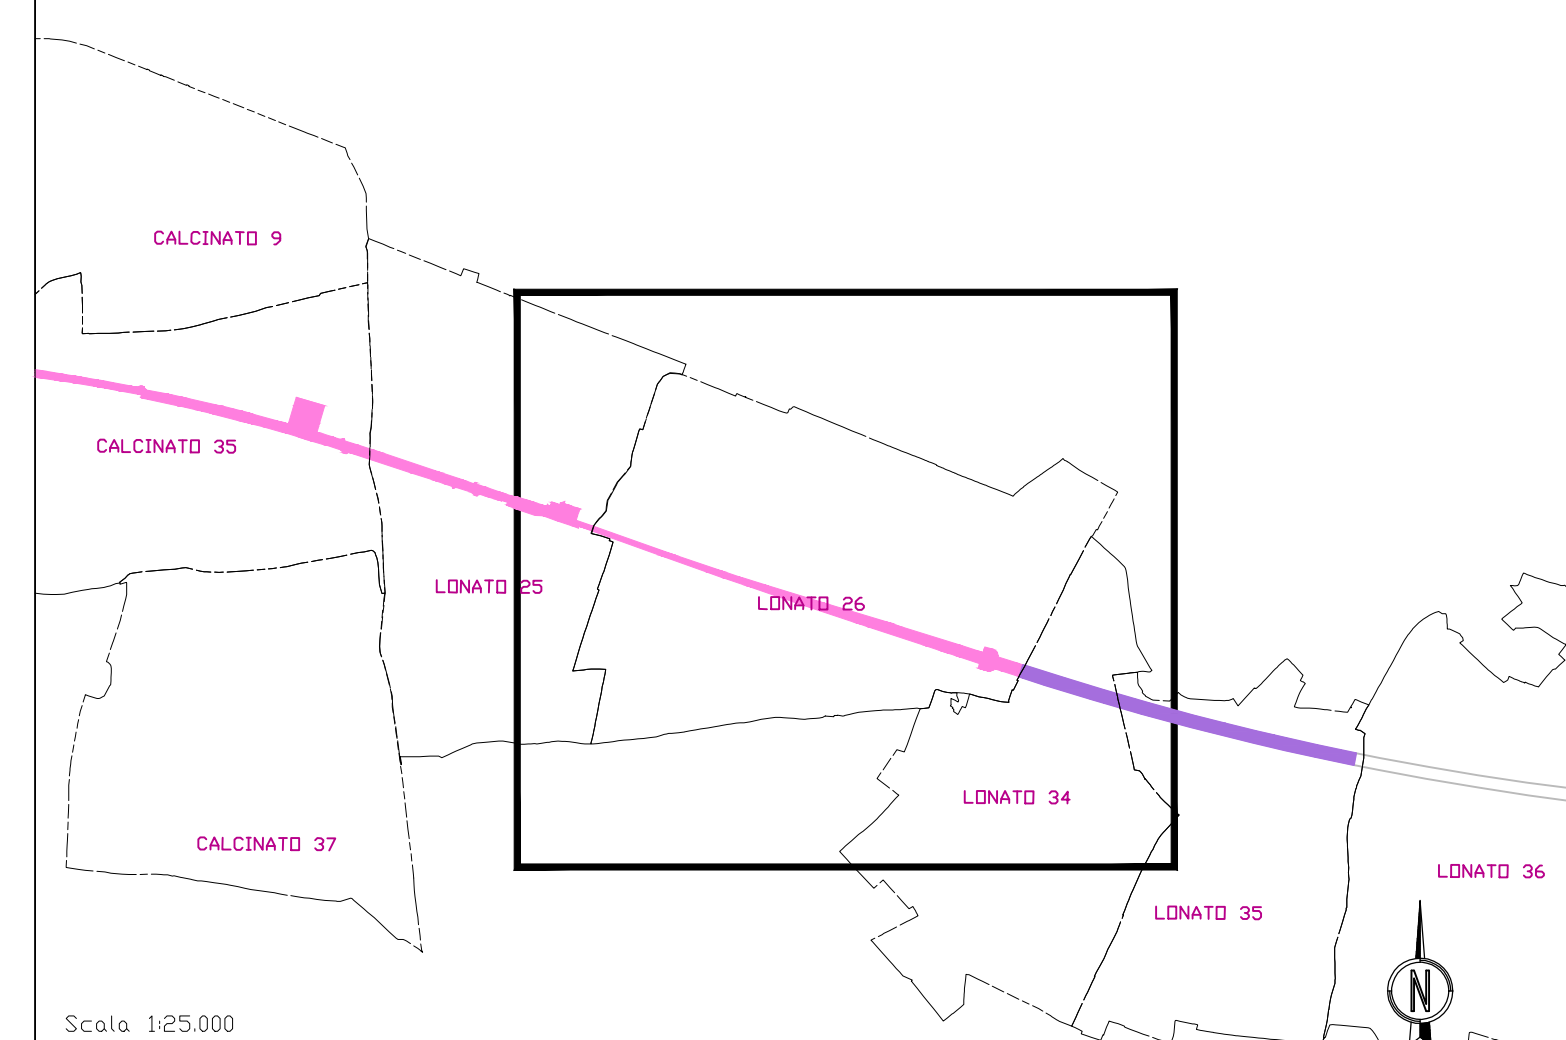 CALCINATO 9
CALCINATO 35
LONATO 25
LONATO 26
LONATO 34
CALCINATO 37
LONATO 36
LONATO 35
N
Scala 1:25.000